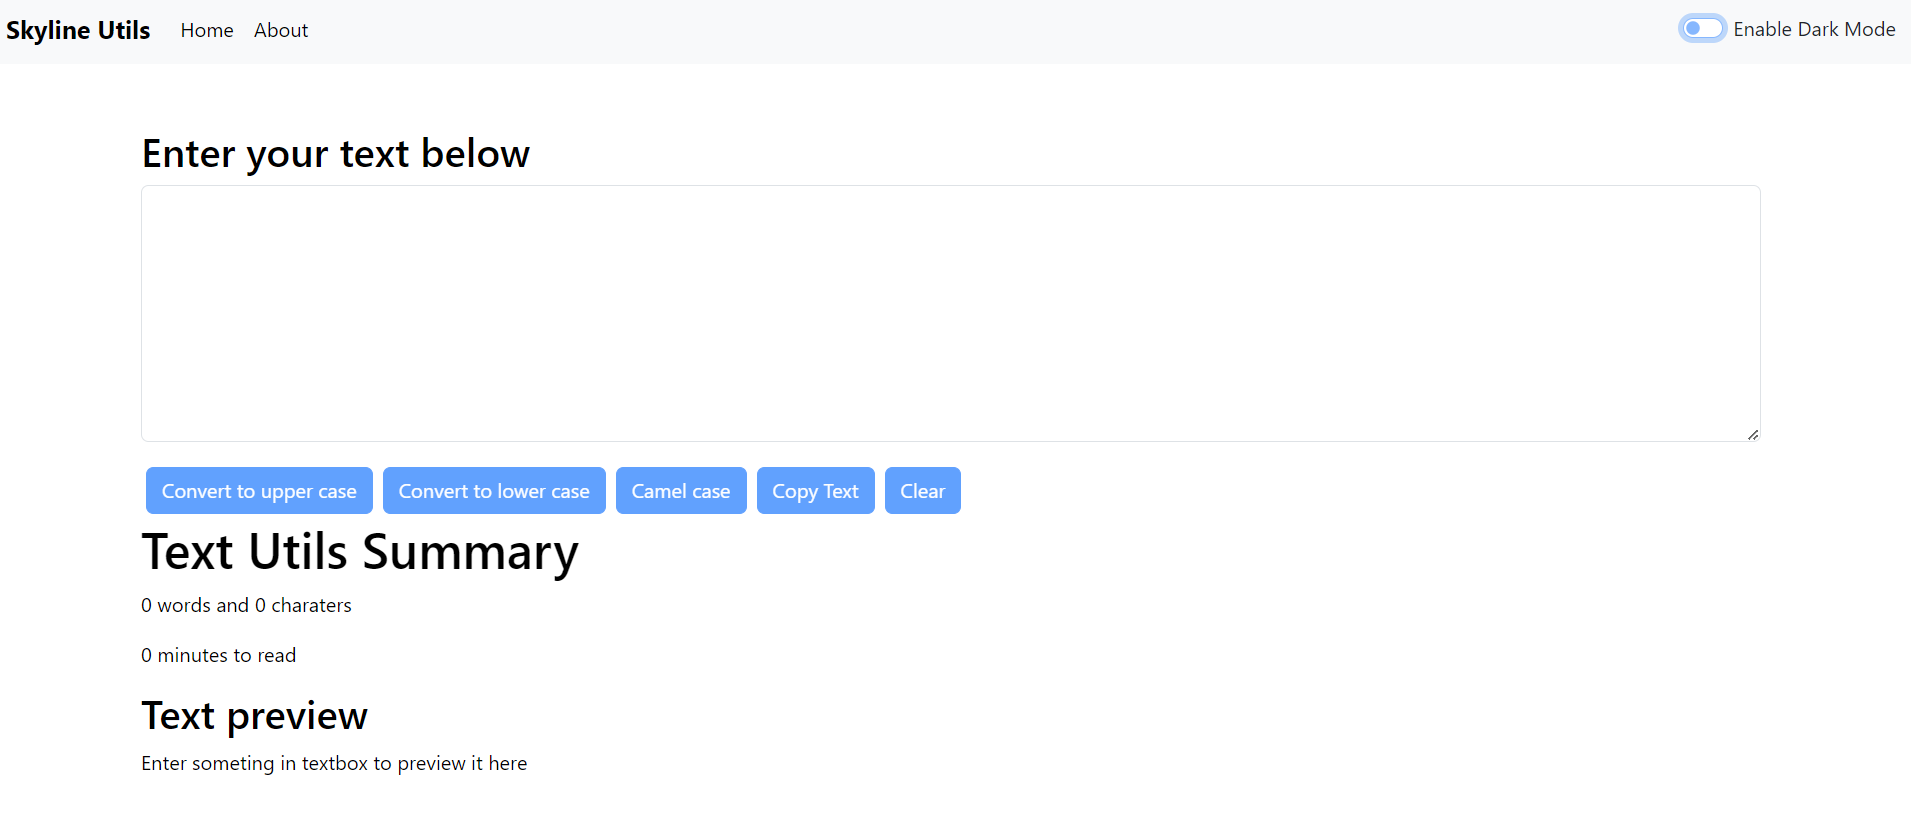 Skyline Utils Home About Enable Dark Mode
Enter your text below
Convert to upper case Convert to lower case Camel case Copy Text Clear
Text Utils Summary
0 words and 0 charaters
0 minutes to read
Text preview
Enter someting in textbox to preview it here